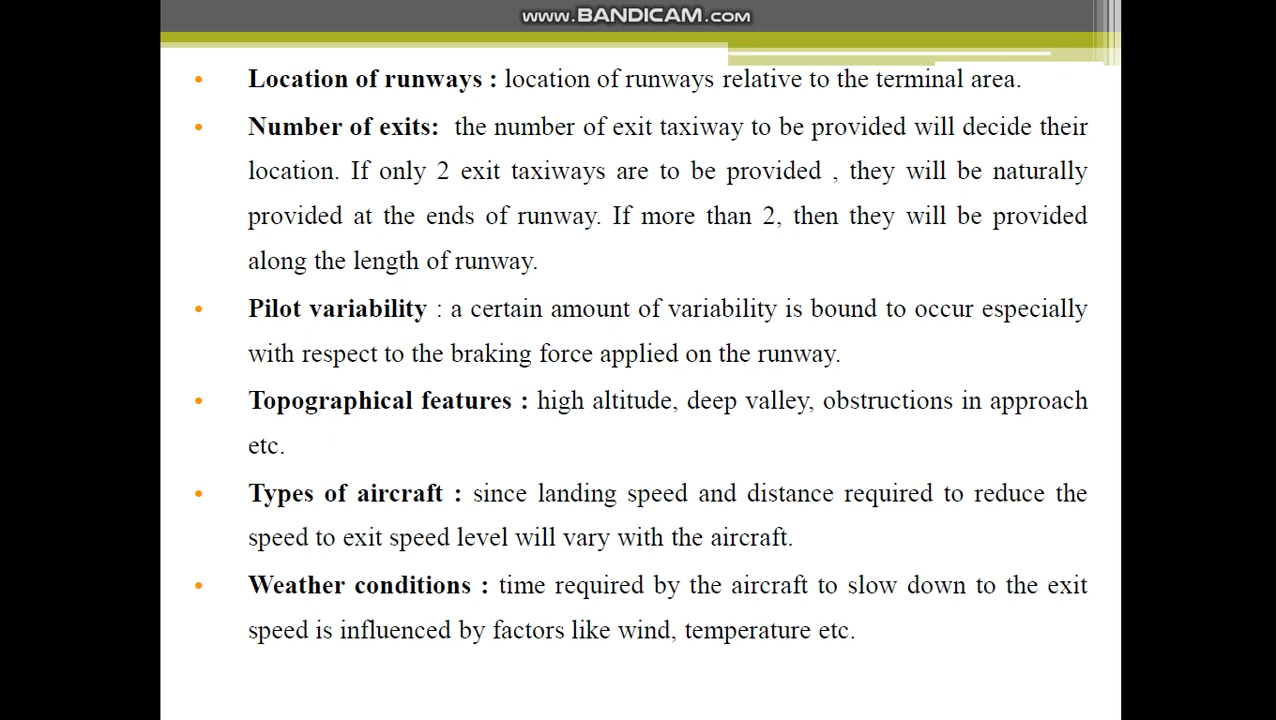 www.BANDICAM.com
• Location of runways : location of runways relative to the terminal area.
• Number of exits: the number of exit taxiway to be provided will decide their
location. If only 2 exit taxiways are to be provided , they will be naturally
provided at the ends of runway. If more than 2, then they will be provided
along the length of runway.
• Pilot variability : a certain amount of variability is bound to occur especially
with respect to the braking force applied on the runway.
• Topographical features : high altitude, deep valley, obstructions in approach
etc.
• Types of aircraft : since landing speed and distance required to reduce the
speed to exit speed level will vary with the aircraft.
• Weather conditions : time required by the aircraft to slow down to the exit
speed is influenced by factors like wind, temperature etc.